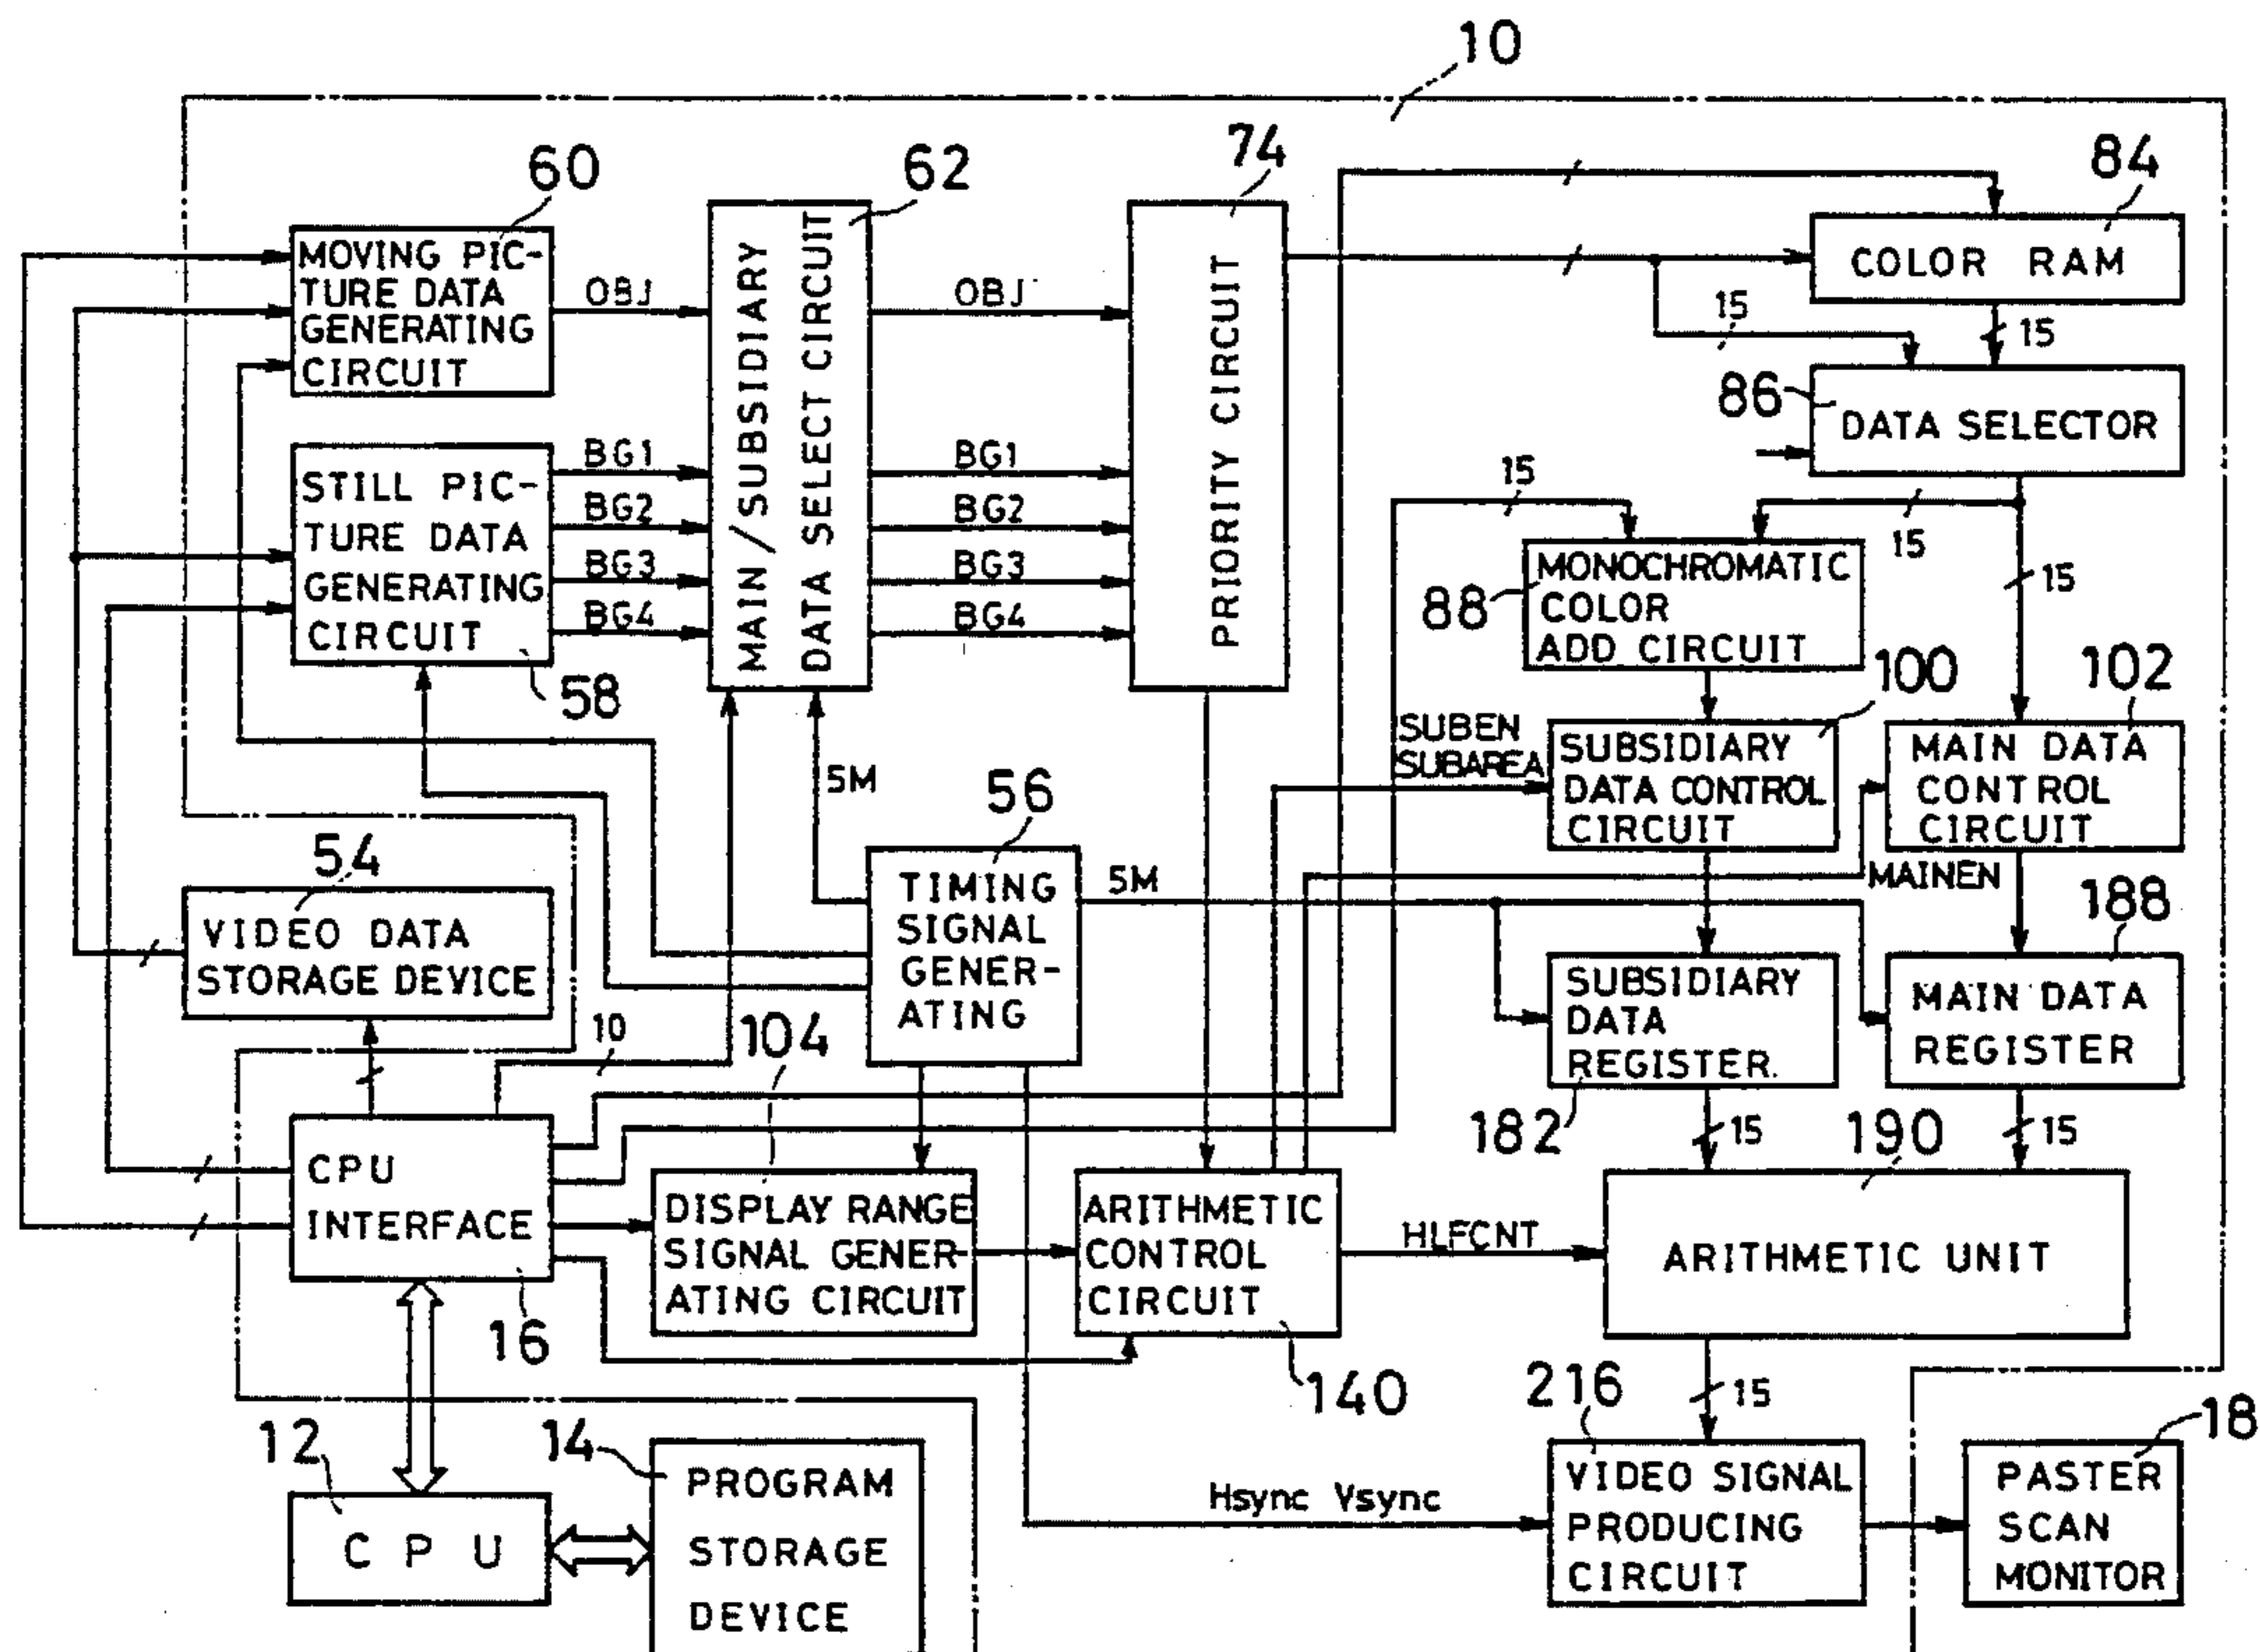 10
60
MOVING PIC-
TURE DATA
GENERATING
CIRCUIT
OBJ
62
MAIN/SUBSIDIARY
DATA SELECT CIRCUIT
OBJ
74
PRIORITY CIRCUIT
84
COLOR RAM
15
15
86
DATA SELECTOR
STILL PIC-
TURE DATA
GENERATING
CIRCUIT
58
BG1
BG2
BG3
BG4
BG1
BG2
BG3
BG4
15
15
15
88
MONOCHROMATIC
COLOR
ADD CIRCUIT
100
SUBEN
SUBAREA
SUBSIDIARY
DATA CONTROL
CIRCUIT
102
MAIN DATA
CONTROL
CIRCUIT
MAINEN
5M
56
TIMING
SIGNAL
GENER-
ATING
5M
54
VIDEO DATA
STORAGE DEVICE
SUBSIDIARY
DATA
REGISTER.
182
188
MAIN DATA
REGISTER
10
104
CPU
INTERFACE
16
DISPLAY RANGE
SIGNAL GENER-
ATING CIRCUIT
ARITHMETIC
CONTROL
CIRCUIT
140
HLFCNT
15
190
15
ARITHMETIC UNIT
12
CPU
14
PROGRAM
STORAGE
DEVICE
Hsync Vsync
216
15
VIDEO SIGNAL
PRODUCING
CIRCUIT
18
PASTER
SCAN
MONITOR